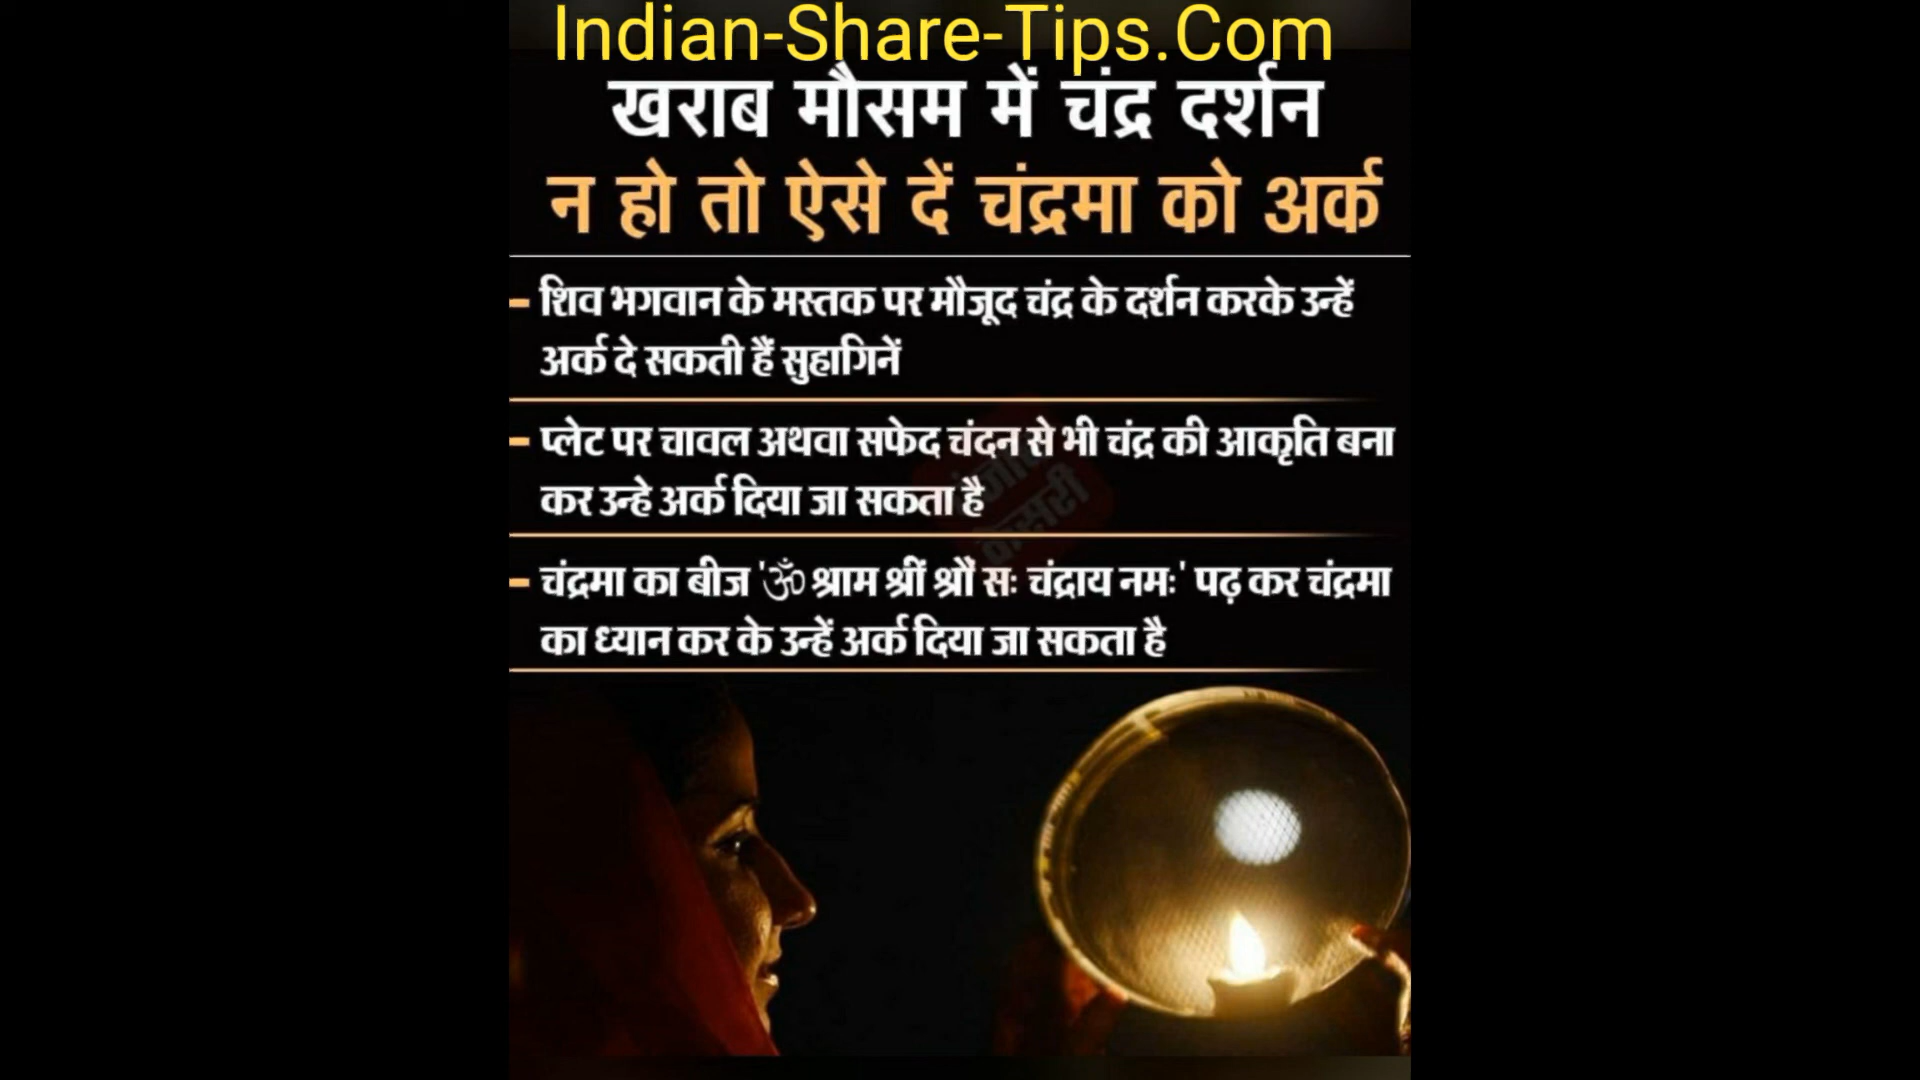 Indian-Share-Tips.Com
खराब मौसम में चंद्र दर्शन
न हो तो ऐसे दें चंद्रमा को अर्क
– शिव भगवान के मस्तक पर मौजूद चंद्र के दर्शन करके उन्हें
अर्क दे सकती हैं सुहागिनें
– प्लेट पर चावल अथवा सफेद चंदन से भी चंद्र की आकृति बना
कर उन्हे अर्क दिया जा सकता है
– चंद्रमा का बीज 'ॐ श्राम श्रीं श्रौं सः चंद्राय नमः' पढ़ कर चंद्रमा
का ध्यान कर के उन्हें अर्क दिया जा सकता है
केसरी